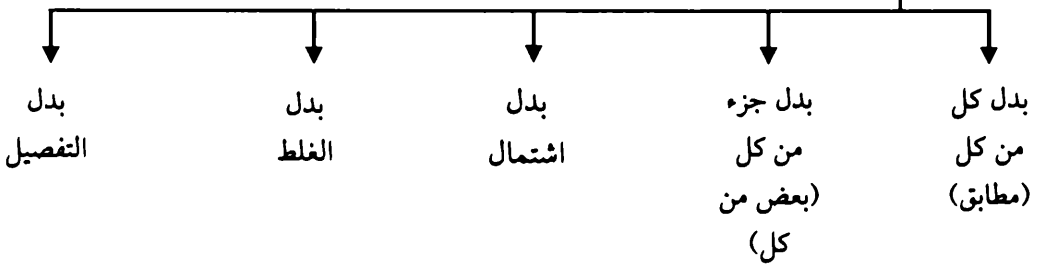 بدل كل
من كل
(مطابق)
بدل جزء
من كل
(بعض من
كل)
بدل
اشتمال
بدل
الغلط
بدل
التفصيل